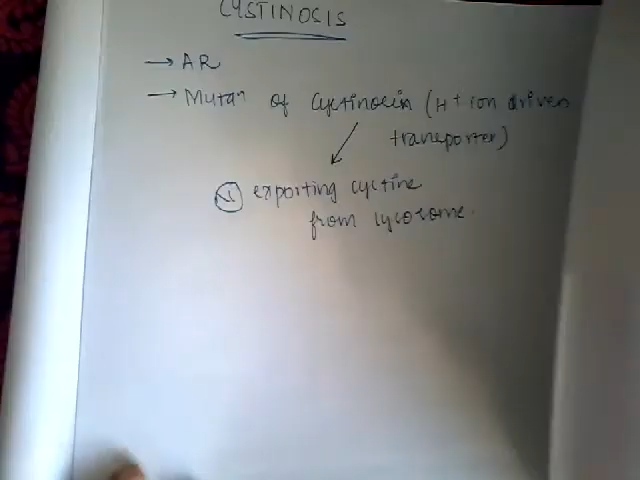 CYSTINOSIS
→ AR
→ Mutaⁿ of Cystinosin (H+ ion driven
transporter)
Ⓝ exporting cystine
from lysosome.